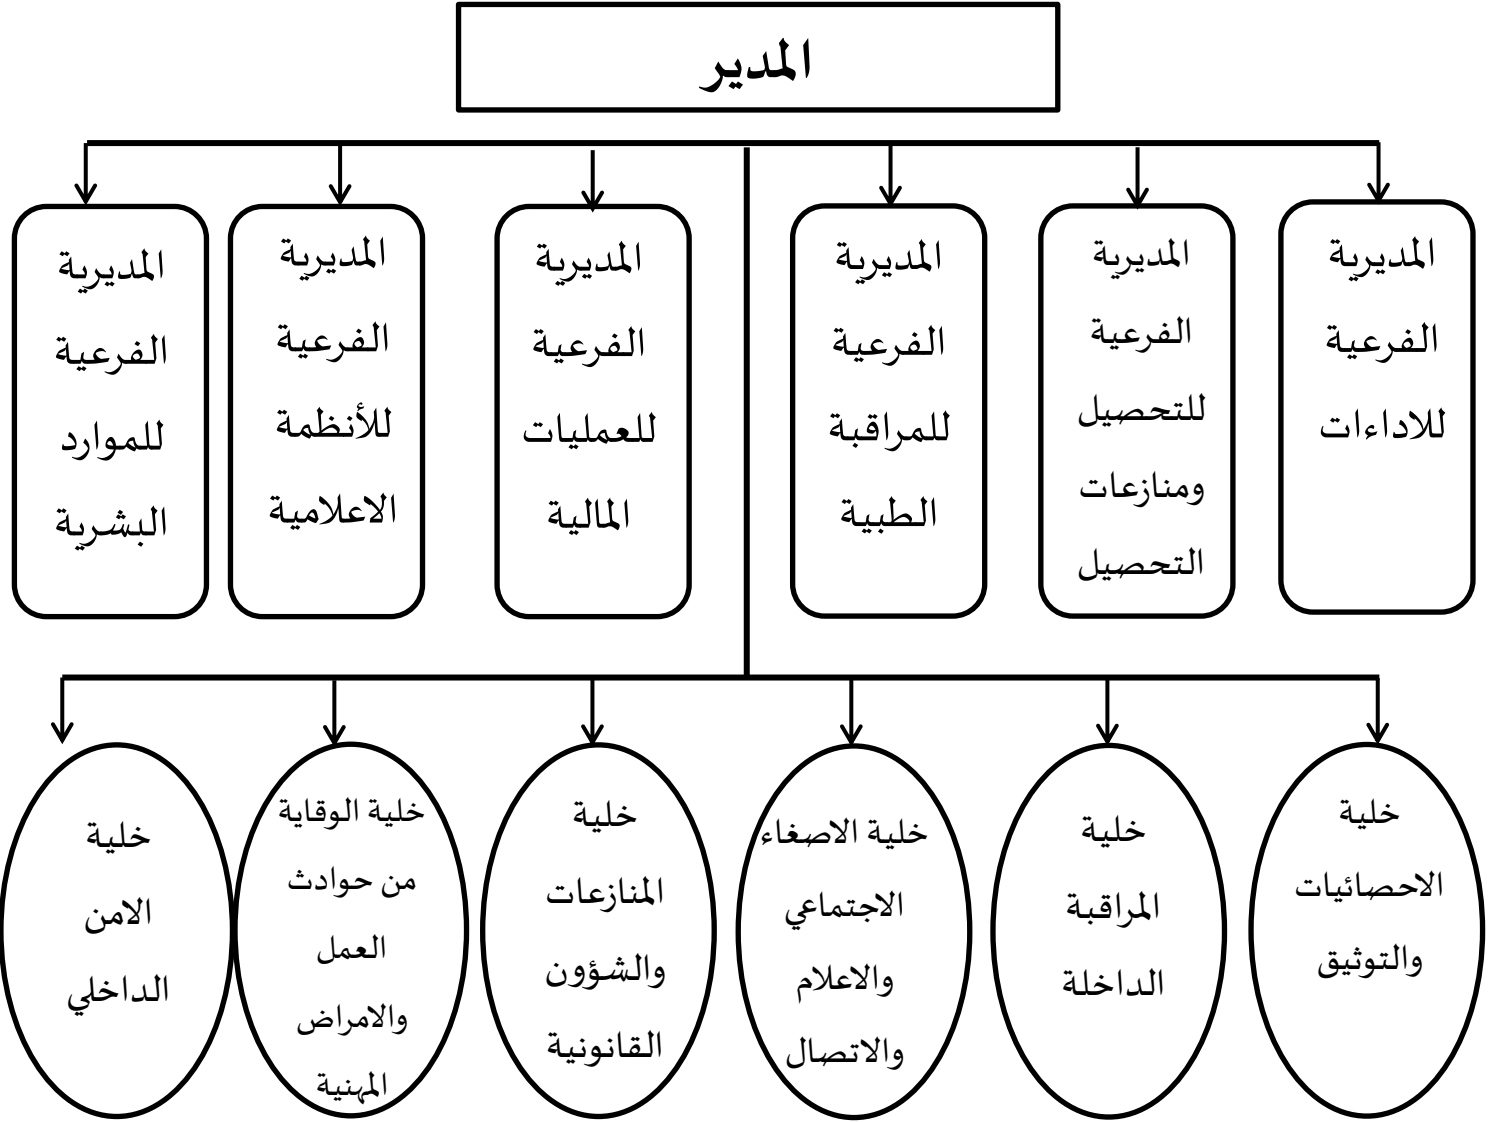 المدير
المديرية
الفرعية
للاداءات
المديرية
الفرعية
للتحصيل
ومنازعات
التحصيل
المديرية
الفرعية
للمراقبة
الطبية
المديرية
الفرعية
للعمليات
المالية
المديرية
الفرعية
للأنظمة
الاعلامية
المديرية
الفرعية
للموارد
البشرية
خلية
الاحصائيات
والتوثيق
خلية
المراقبة
الداخلة
خلية الاصغاء
الاجتماعي
والاعلام
والاتصال
خلية
المنازعات
والشؤون
القانونية
خلية الوقاية
من حوادث
العمل
والامراض
المهنية
خلية
الامن
الداخلي